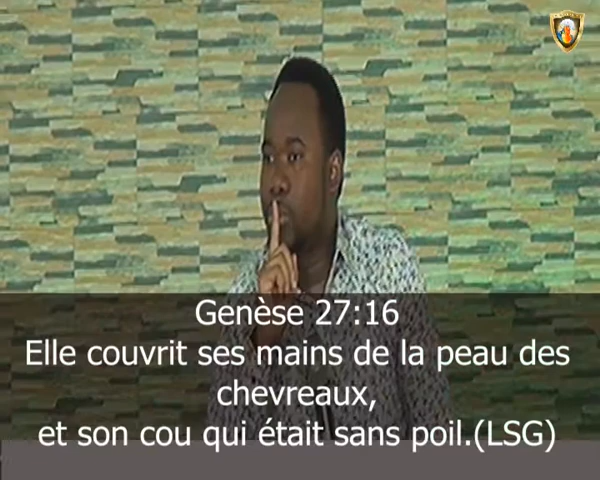 Genèse 27:16
Elle couvrit ses mains de la peau des
chevreaux,
et son cou qui était sans poil.(LSG)